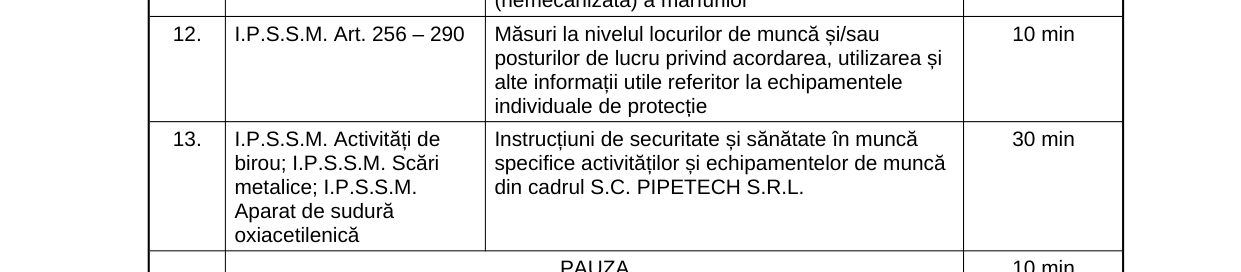 (nemecanizată) a mărfurilor
12. I.P.S.S.M. Art. 256 – 290 Măsuri la nivelul locurilor de muncă și/sau 10 min
posturilor de lucru privind acordarea, utilizarea și
alte informații utile referitor la echipamentele
individuale de protecție
13. I.P.S.S.M. Activități de Instrucțiuni de securitate și sănătate în muncă 30 min
birou; I.P.S.S.M. Scări specifice activităților și echipamentelor de muncă
metalice; I.P.S.S.M. din cadrul S.C. PIPETECH S.R.L.
Aparat de sudură
oxiacetilenică
PAUZA 10 min